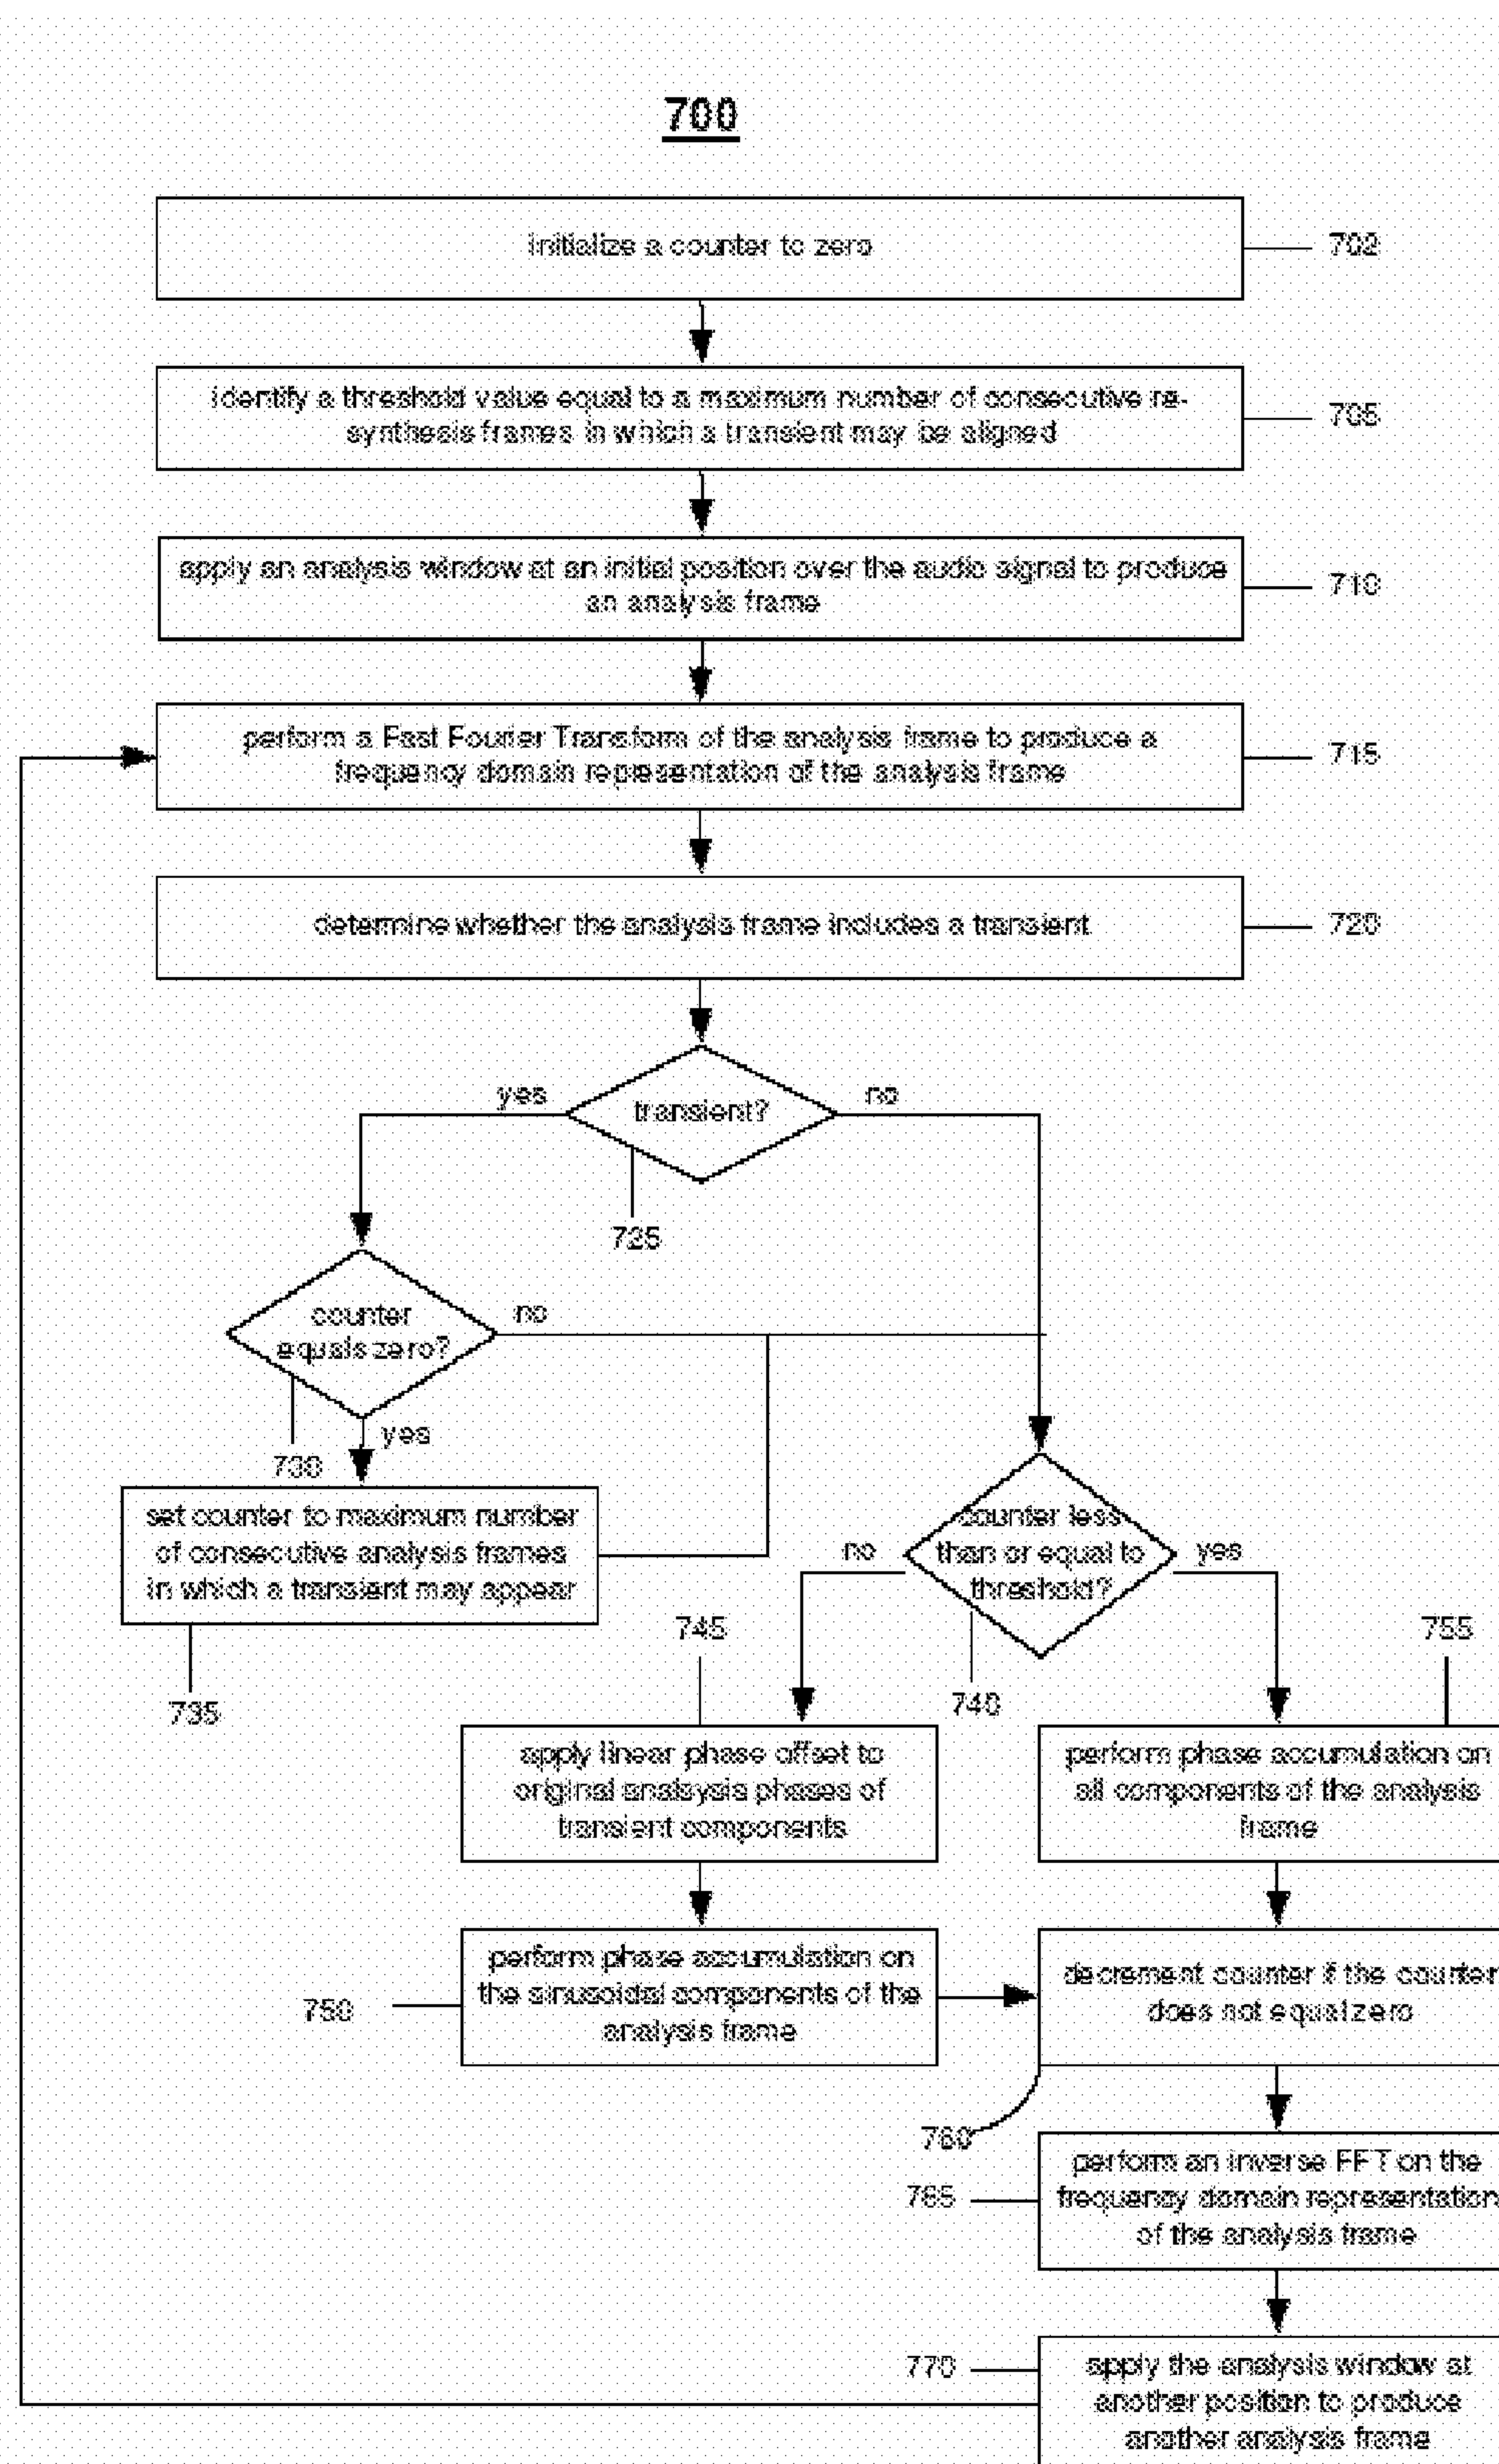 700
initialize a counter to zero
702
identify a threshold value equal to a maximum number of consecutive re-
synthesis frames in which a transient may be aligned
705
apply an analysis window at an initial position over the audio signal to produce
an analysis frame
710
perform a Fast Fourier Transform of the analysis frame to produce a
frequency domain representation of the analysis frame
715
determine whether the analysis frame includes a transient
720
yes
transient?
no
725
counter
equals zero?
no
730
yes
set counter to maximum number
of consecutive analysis frames
in which a transient may appear
735
no
counter less
than or equal to
threshold?
yes
740
745
755
apply linear phase offset to
original analsysis phases of
transient components
perform phase accumulation on
all components of the analysis
frame
750
perform phase accumulation on
the sinusoidal components of the
analysis frame
decrement counter if the counter
does not equal zero
760
765
perform an inverse FFT on the
frequency domain representation
of the analysis frame
770
apply the analysis window at
another position to produce
another analysis frame